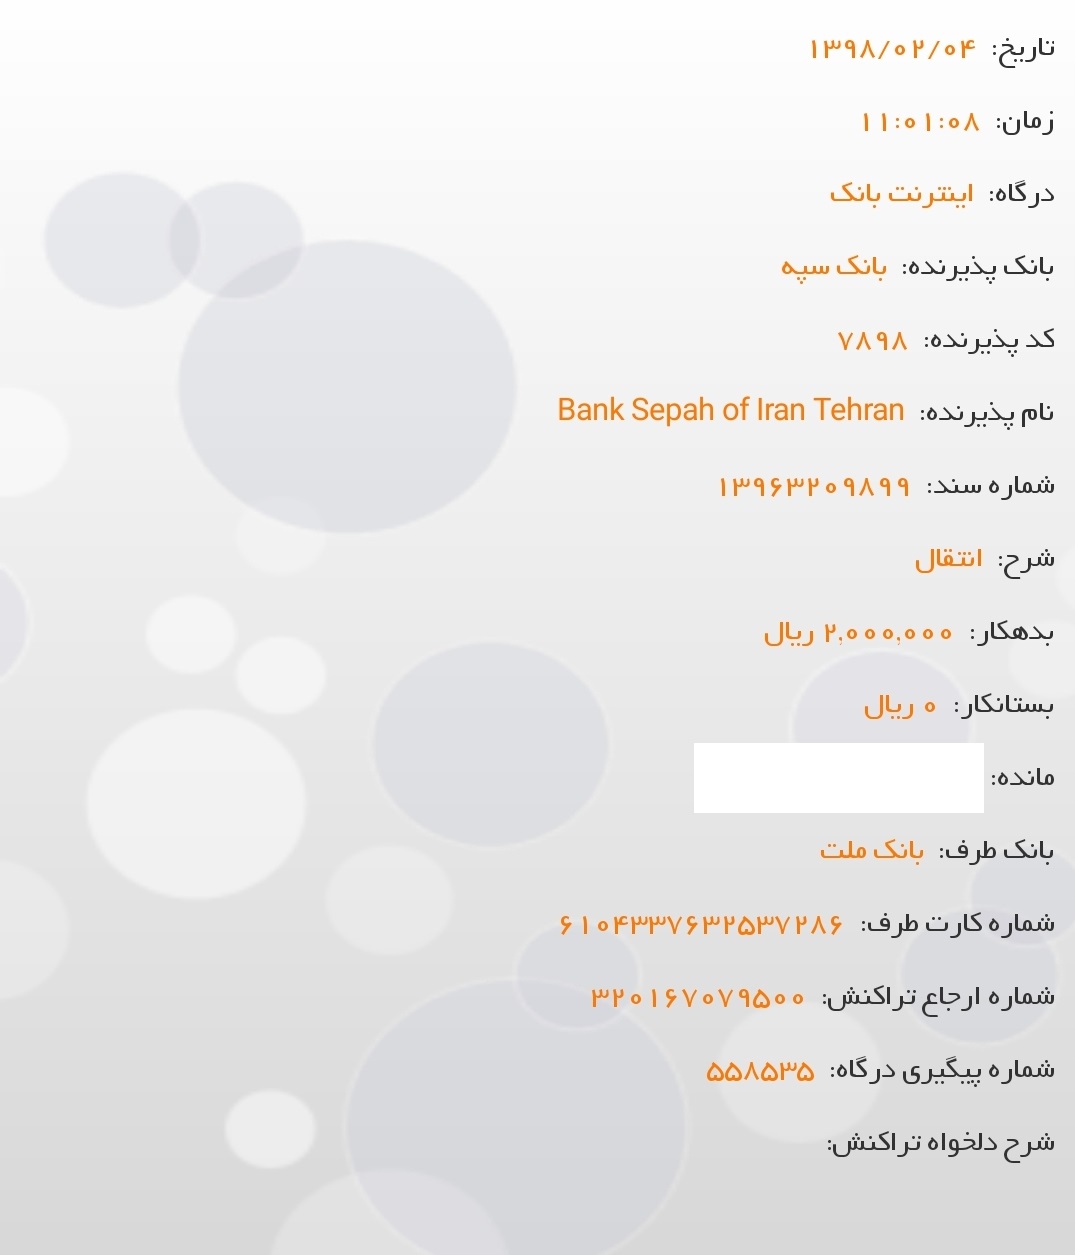 تاریخ: ۱۳۹۸/۰۲/۰۴
زمان: ۱۱:۰۱:۰۸
درگاه: اینترنت بانک
بانک پذیرنده: بانک سپه
کد پذیرنده: ۷۸۹۸
نام پذیرنده: Bank Sepah of Iran Tehran
شماره سند: ۱۳۹۶۳۲۰۹۸۹۹
شرح: انتقال
بدهکار: ۲,۰۰۰,۰۰۰ ریال
بستانکار: ۰ ریال
مانده:
بانک طرف: بانک ملت
شماره کارت طرف: ۶۱۰۴۳۳۷۶۳۲۵۳۷۲۸۶
شماره ارجاع تراکنش: ۳۲۰۱۶۷۰۷۹۵۰۰
شماره پیگیری درگاه: ۵۵۸۵۳۵
شرح دلخواه تراکنش: